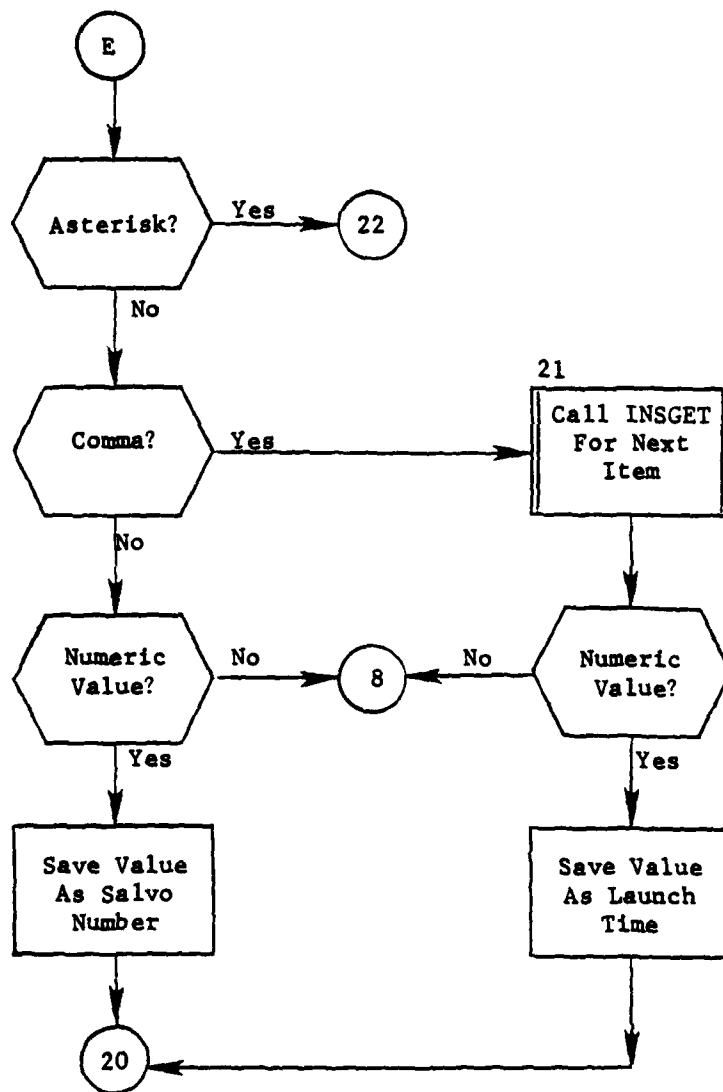 E
Asterisk?
Yes
22
No
21
Comma?
Yes
Call INSGET
For Next
Item
No
Numeric
Value?
No
8
No
Numeric
Value?
Yes
Yes
Save Value
As Salvo
Number
Save Value
As Launch
Time
20